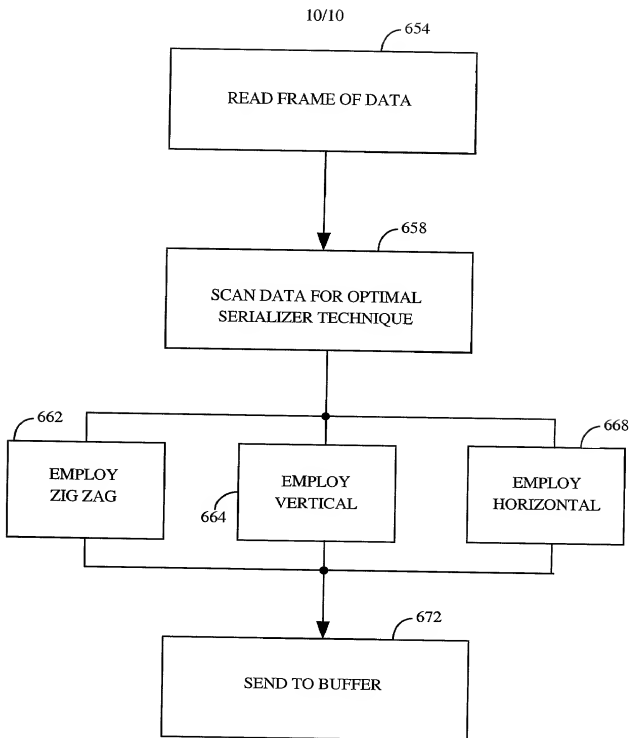 10/10
654
READ FRAME OF DATA
658
SCAN DATA FOR OPTIMAL
SERIALIZER TECHNIQUE
662
EMPLOY
ZIG ZAG
664
EMPLOY
VERTICAL
668
EMPLOY
HORIZONTAL
672
SEND TO BUFFER